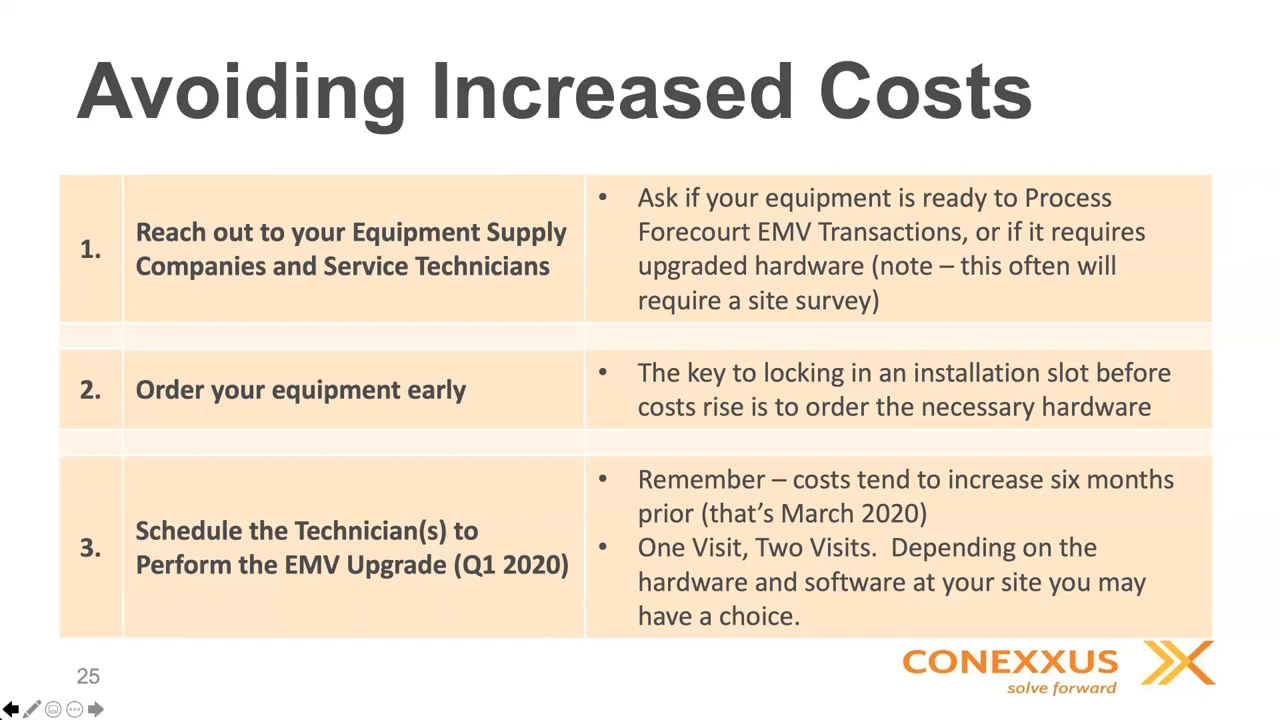 Avoiding Increased Costs
1.
Reach out to your Equipment Supply
Companies and Service Technicians
• Ask if your equipment is ready to Process
Forecourt EMV Transactions, or if it requires
upgraded hardware (note – this often will
require a site survey)
2.
Order your equipment early
• The key to locking in an installation slot before
costs rise is to order the necessary hardware
3.
Schedule the Technician(s) to
Perform the EMV Upgrade (Q1 2020)
• Remember – costs tend to increase six months
prior (that’s March 2020)
• One Visit, Two Visits.  Depending on the
hardware and software at your site you may
have a choice.
25
CONEXXUS
solve forward